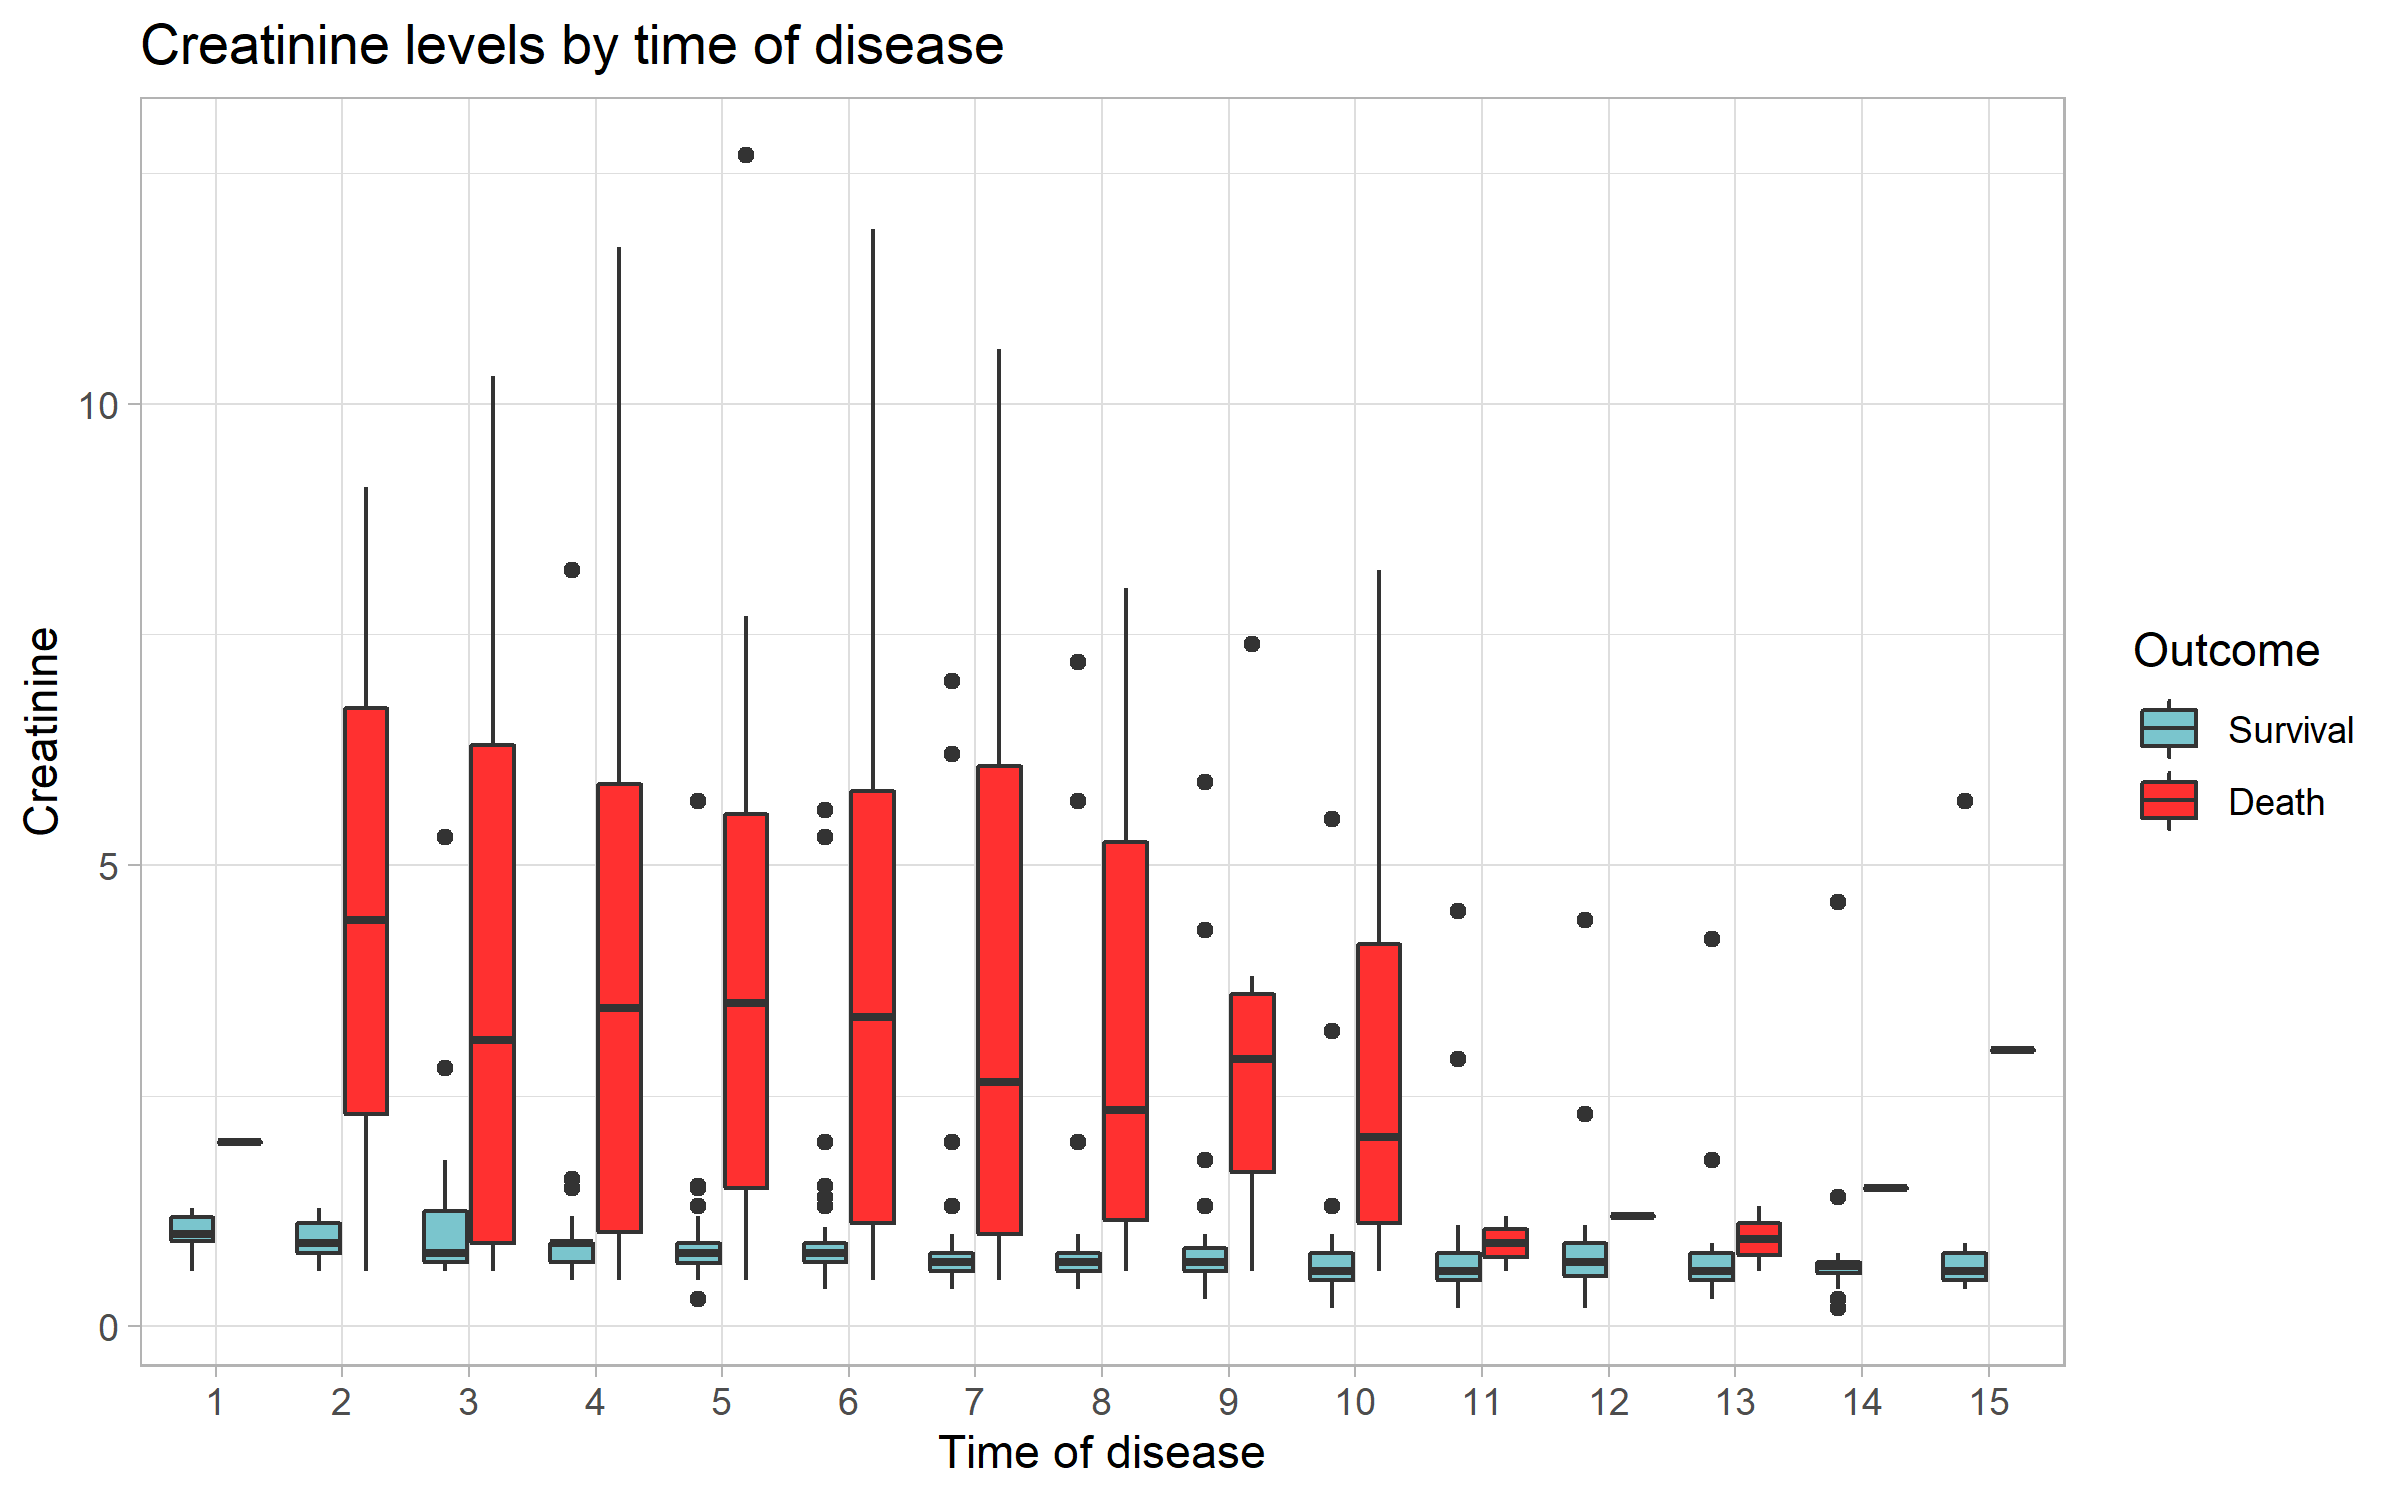 Creatinine levels by time of disease
Creatinine
10
5
0
1 2 3 4 5 6 7 8 9 10 11 12 13 14 15
Time of disease
Outcome
Survival
Death